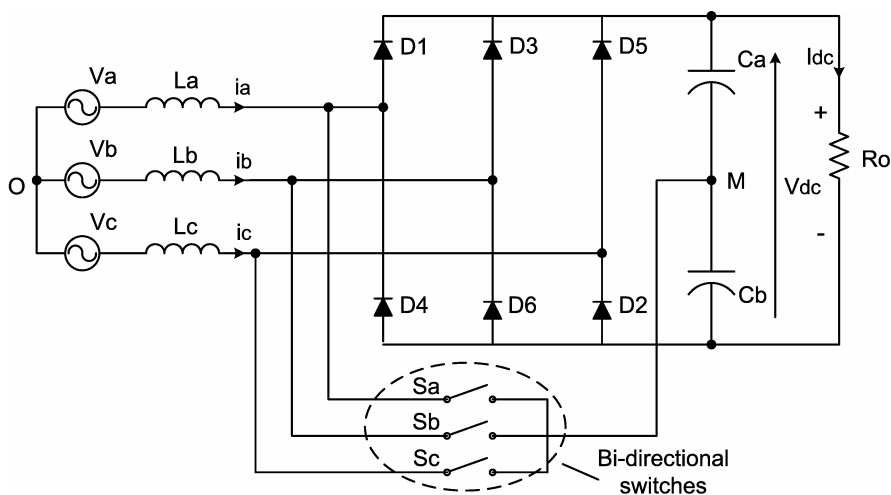 D1
D3
D5
Ca
Idc
Va
La
ia
+
Vb
Lb
ib
O
M
Vdc
Ro
Vc
Lc
ic
-
D4
D6
D2
Cb
Sa
Sb
Sc
Bi-directional
switches